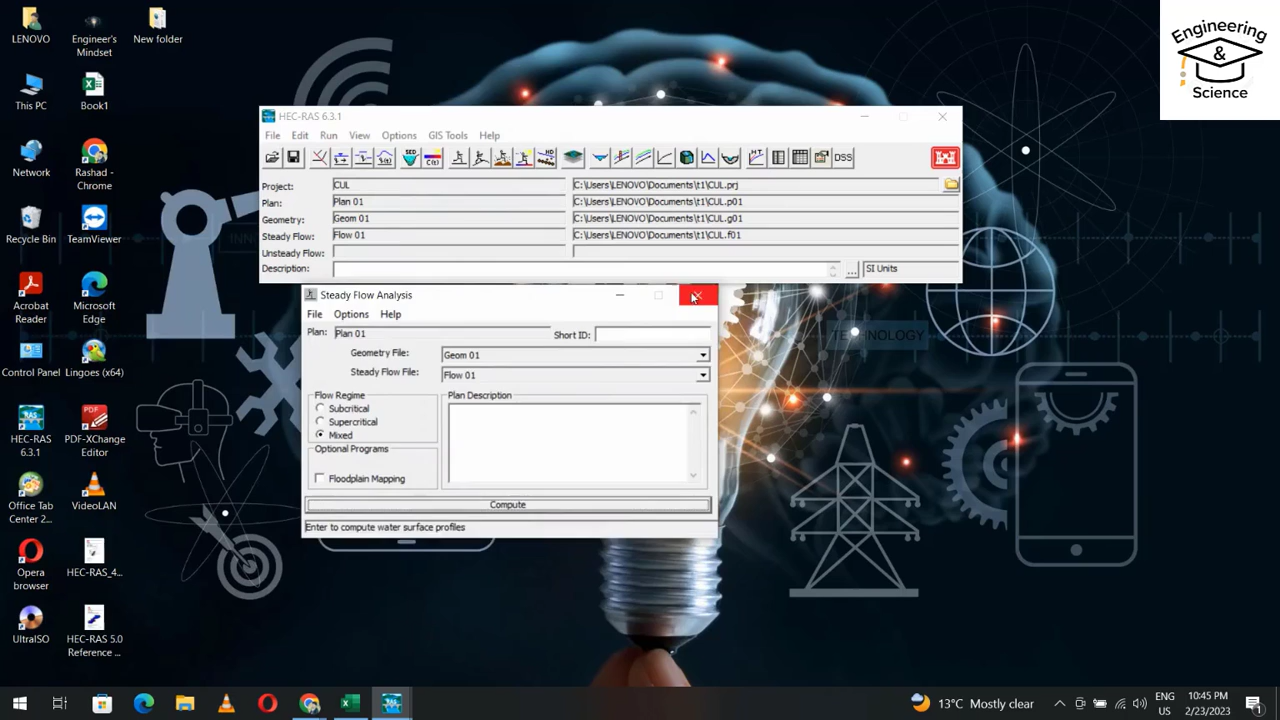 LENOVO
Engineer's
Mindset
New folder
This PC
Book1
Network
Rashad -
Chrome
Recycle Bin
TeamViewer
Acrobat
Reader
Microsoft
Edge
Control Panel
Lingoes (x64)
HEC-RAS
6.3.1
PDF-XChange
Editor
Office Tab
Center 2...
VideoLAN
Opera
browser
HEC-RAS_4...
UltraISO
HEC-RAS 5.0
Reference ...
Engineering
&
Science
HEC-RAS 6.3.1
File Edit Run View Options GIS Tools Help
DSS
Project: CUL C:\Users\LENOVO\Documents\t1\CUL.prj
Plan: Plan 01 C:\Users\LENOVO\Documents\t1\CUL.p01
Geometry: Geom 01 C:\Users\LENOVO\Documents\t1\CUL.g01
Steady Flow: Flow 01 C:\Users\LENOVO\Documents\t1\CUL.f01
Unsteady Flow:
Description: ... SI Units
Steady Flow Analysis
File Options Help
Plan: Plan 01 Short ID:
Geometry File: Geom 01
Steady Flow File: Flow 01
Flow Regime
Subcritical
Supercritical
Mixed
Optional Programs
Floodplain Mapping
Plan Description
Compute
Enter to compute water surface profiles
TECHNOLOGY
13°C Mostly clear
ENG
US
10:45 PM
2/23/2023
1